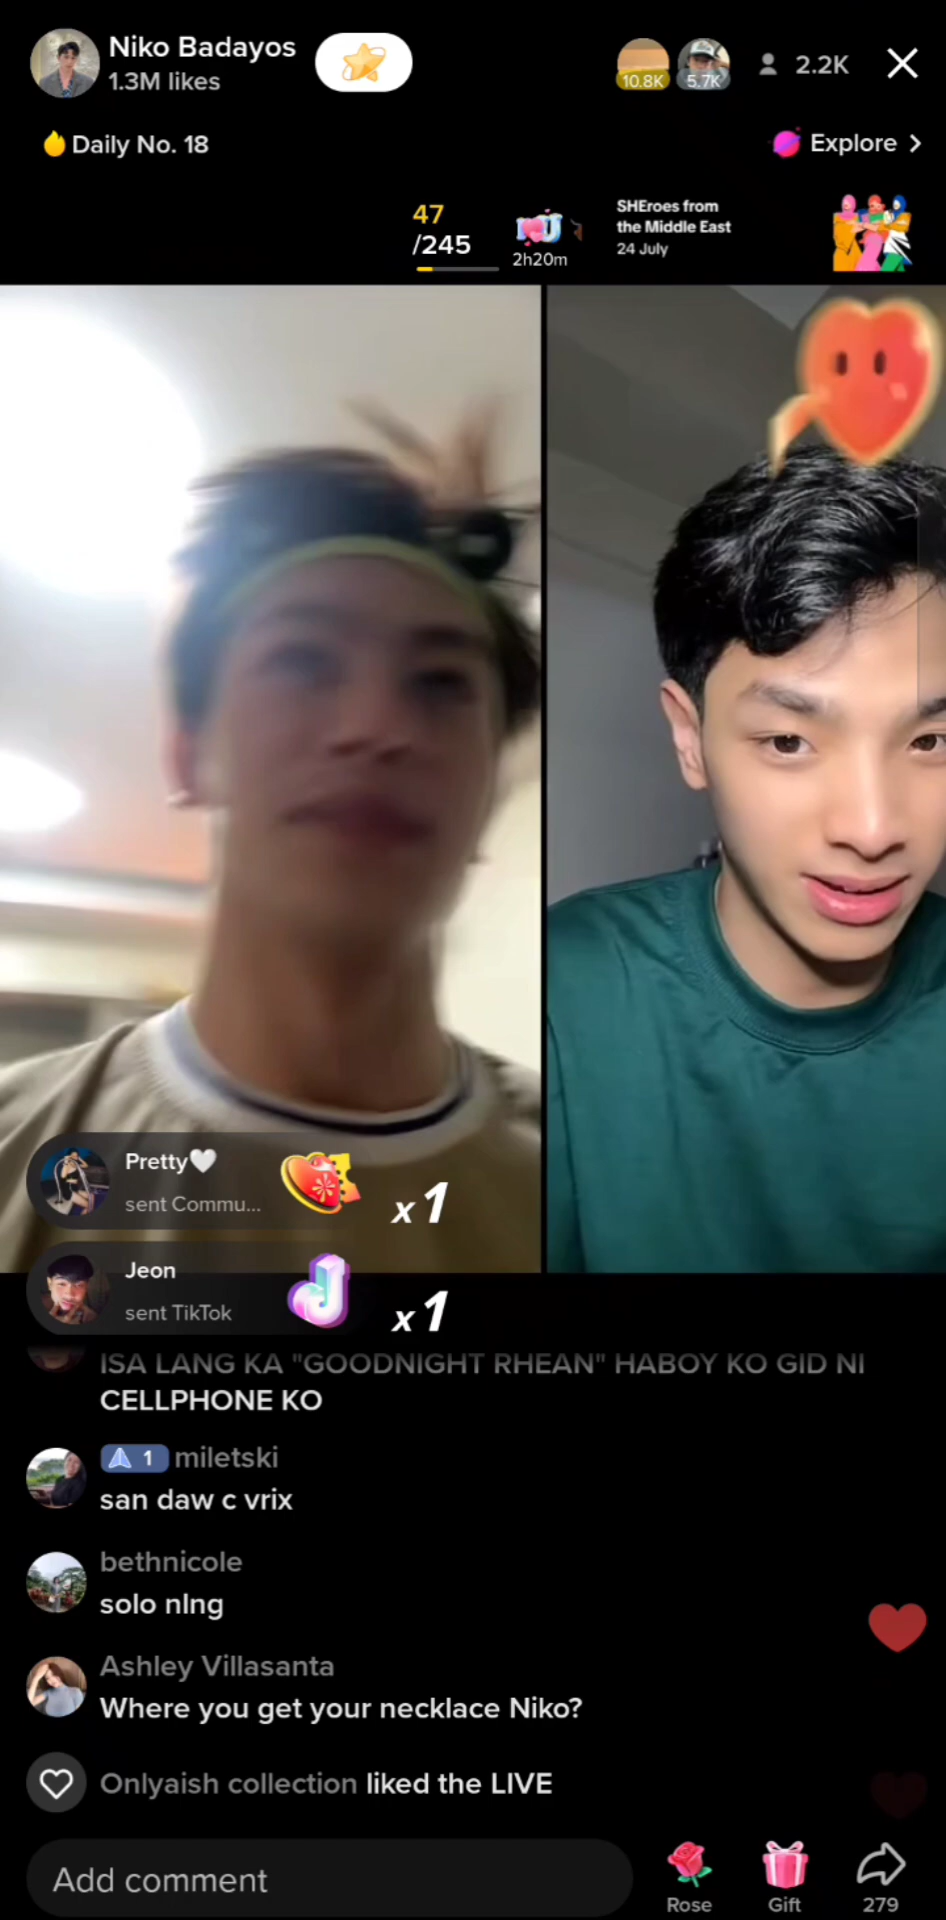 Niko Badayos
1.3M likes
10.8K
5.7K
2.2K
Daily No. 18
Explore >
47
/245
2h20m
SHEroes from
the Middle East
24 July
Pretty🤍
sent Commu...
x1
Jeon
sent TikTok
x1
ISA LANG KA "GOODNIGHT RHEAN" HABOY KO GID NI
CELLPHONE KO
1 miletski
san daw c vrix
bethnicole
solo nlng
Ashley Villasanta
Where you get your necklace Niko?
Onlyaish collection liked the LIVE
Add comment
Rose
Gift
279